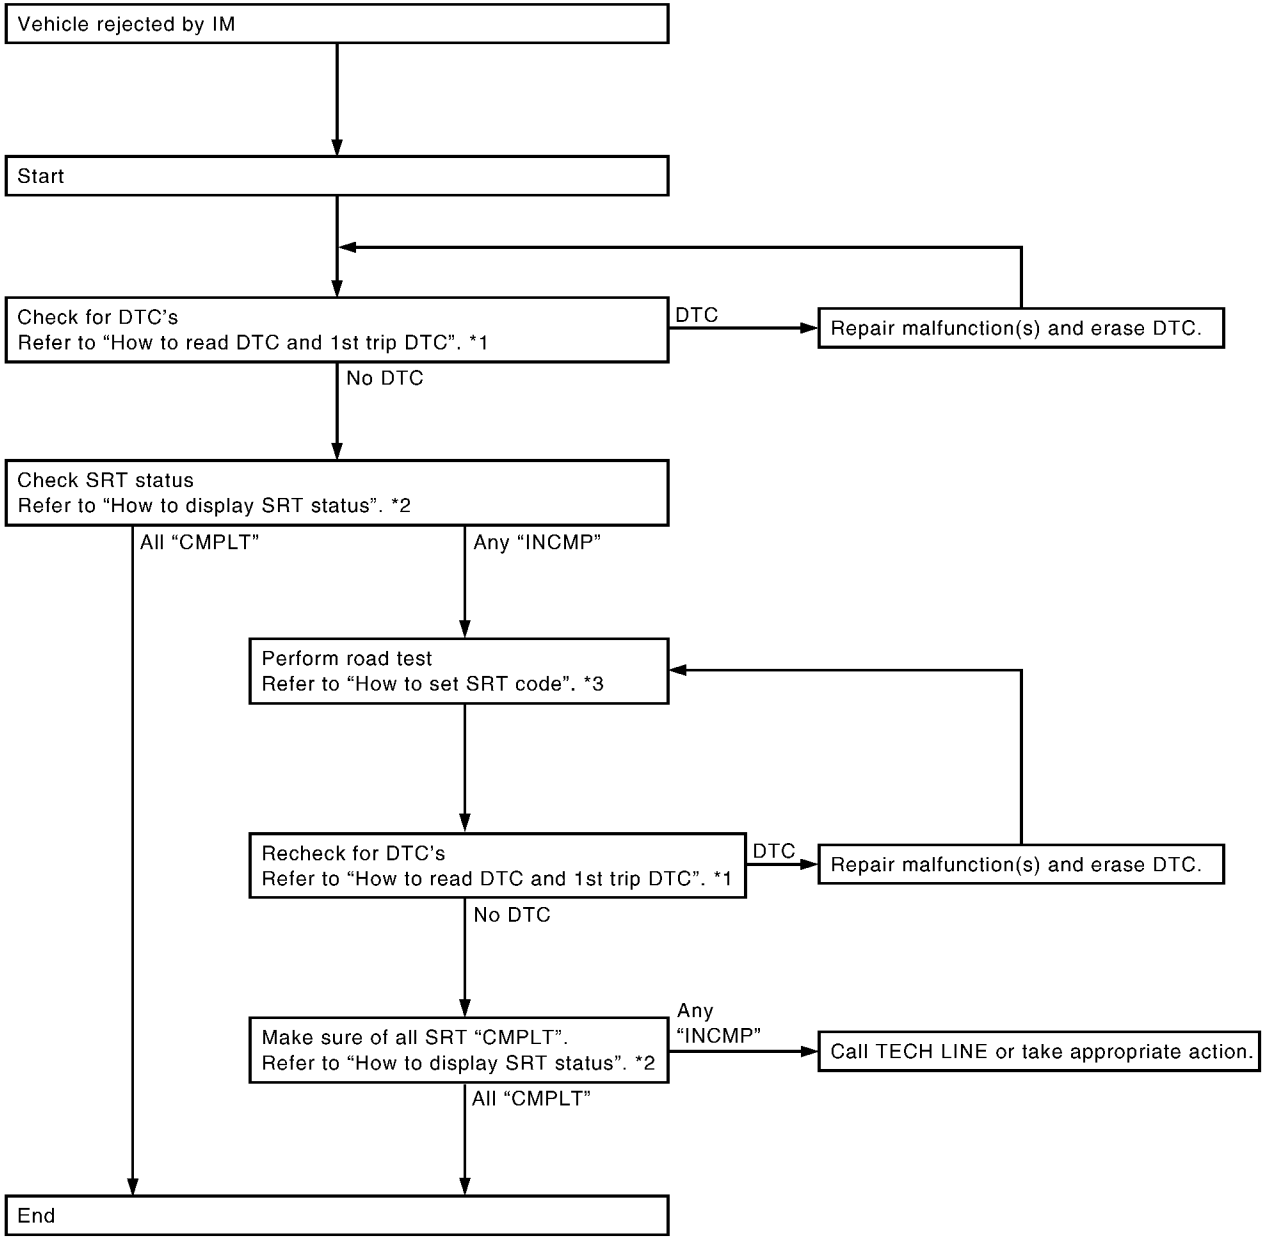 Vehicle rejected by IM
Start
Check for DTC's
Refer to “How to read DTC and 1st trip DTC”. *1
DTC
Repair malfunction(s) and erase DTC.
No DTC
Check SRT status
Refer to “How to display SRT status”. *2
All “CMPLT”
Any “INCMP”
Perform road test
Refer to “How to set SRT code”. *3
Recheck for DTC's
Refer to “How to read DTC and 1st trip DTC”. *1
DTC
Repair malfunction(s) and erase DTC.
No DTC
Make sure of all SRT “CMPLT”.
Refer to “How to display SRT status”. *2
Any
“INCMP”
Call TECH LINE or take appropriate action.
All “CMPLT”
End